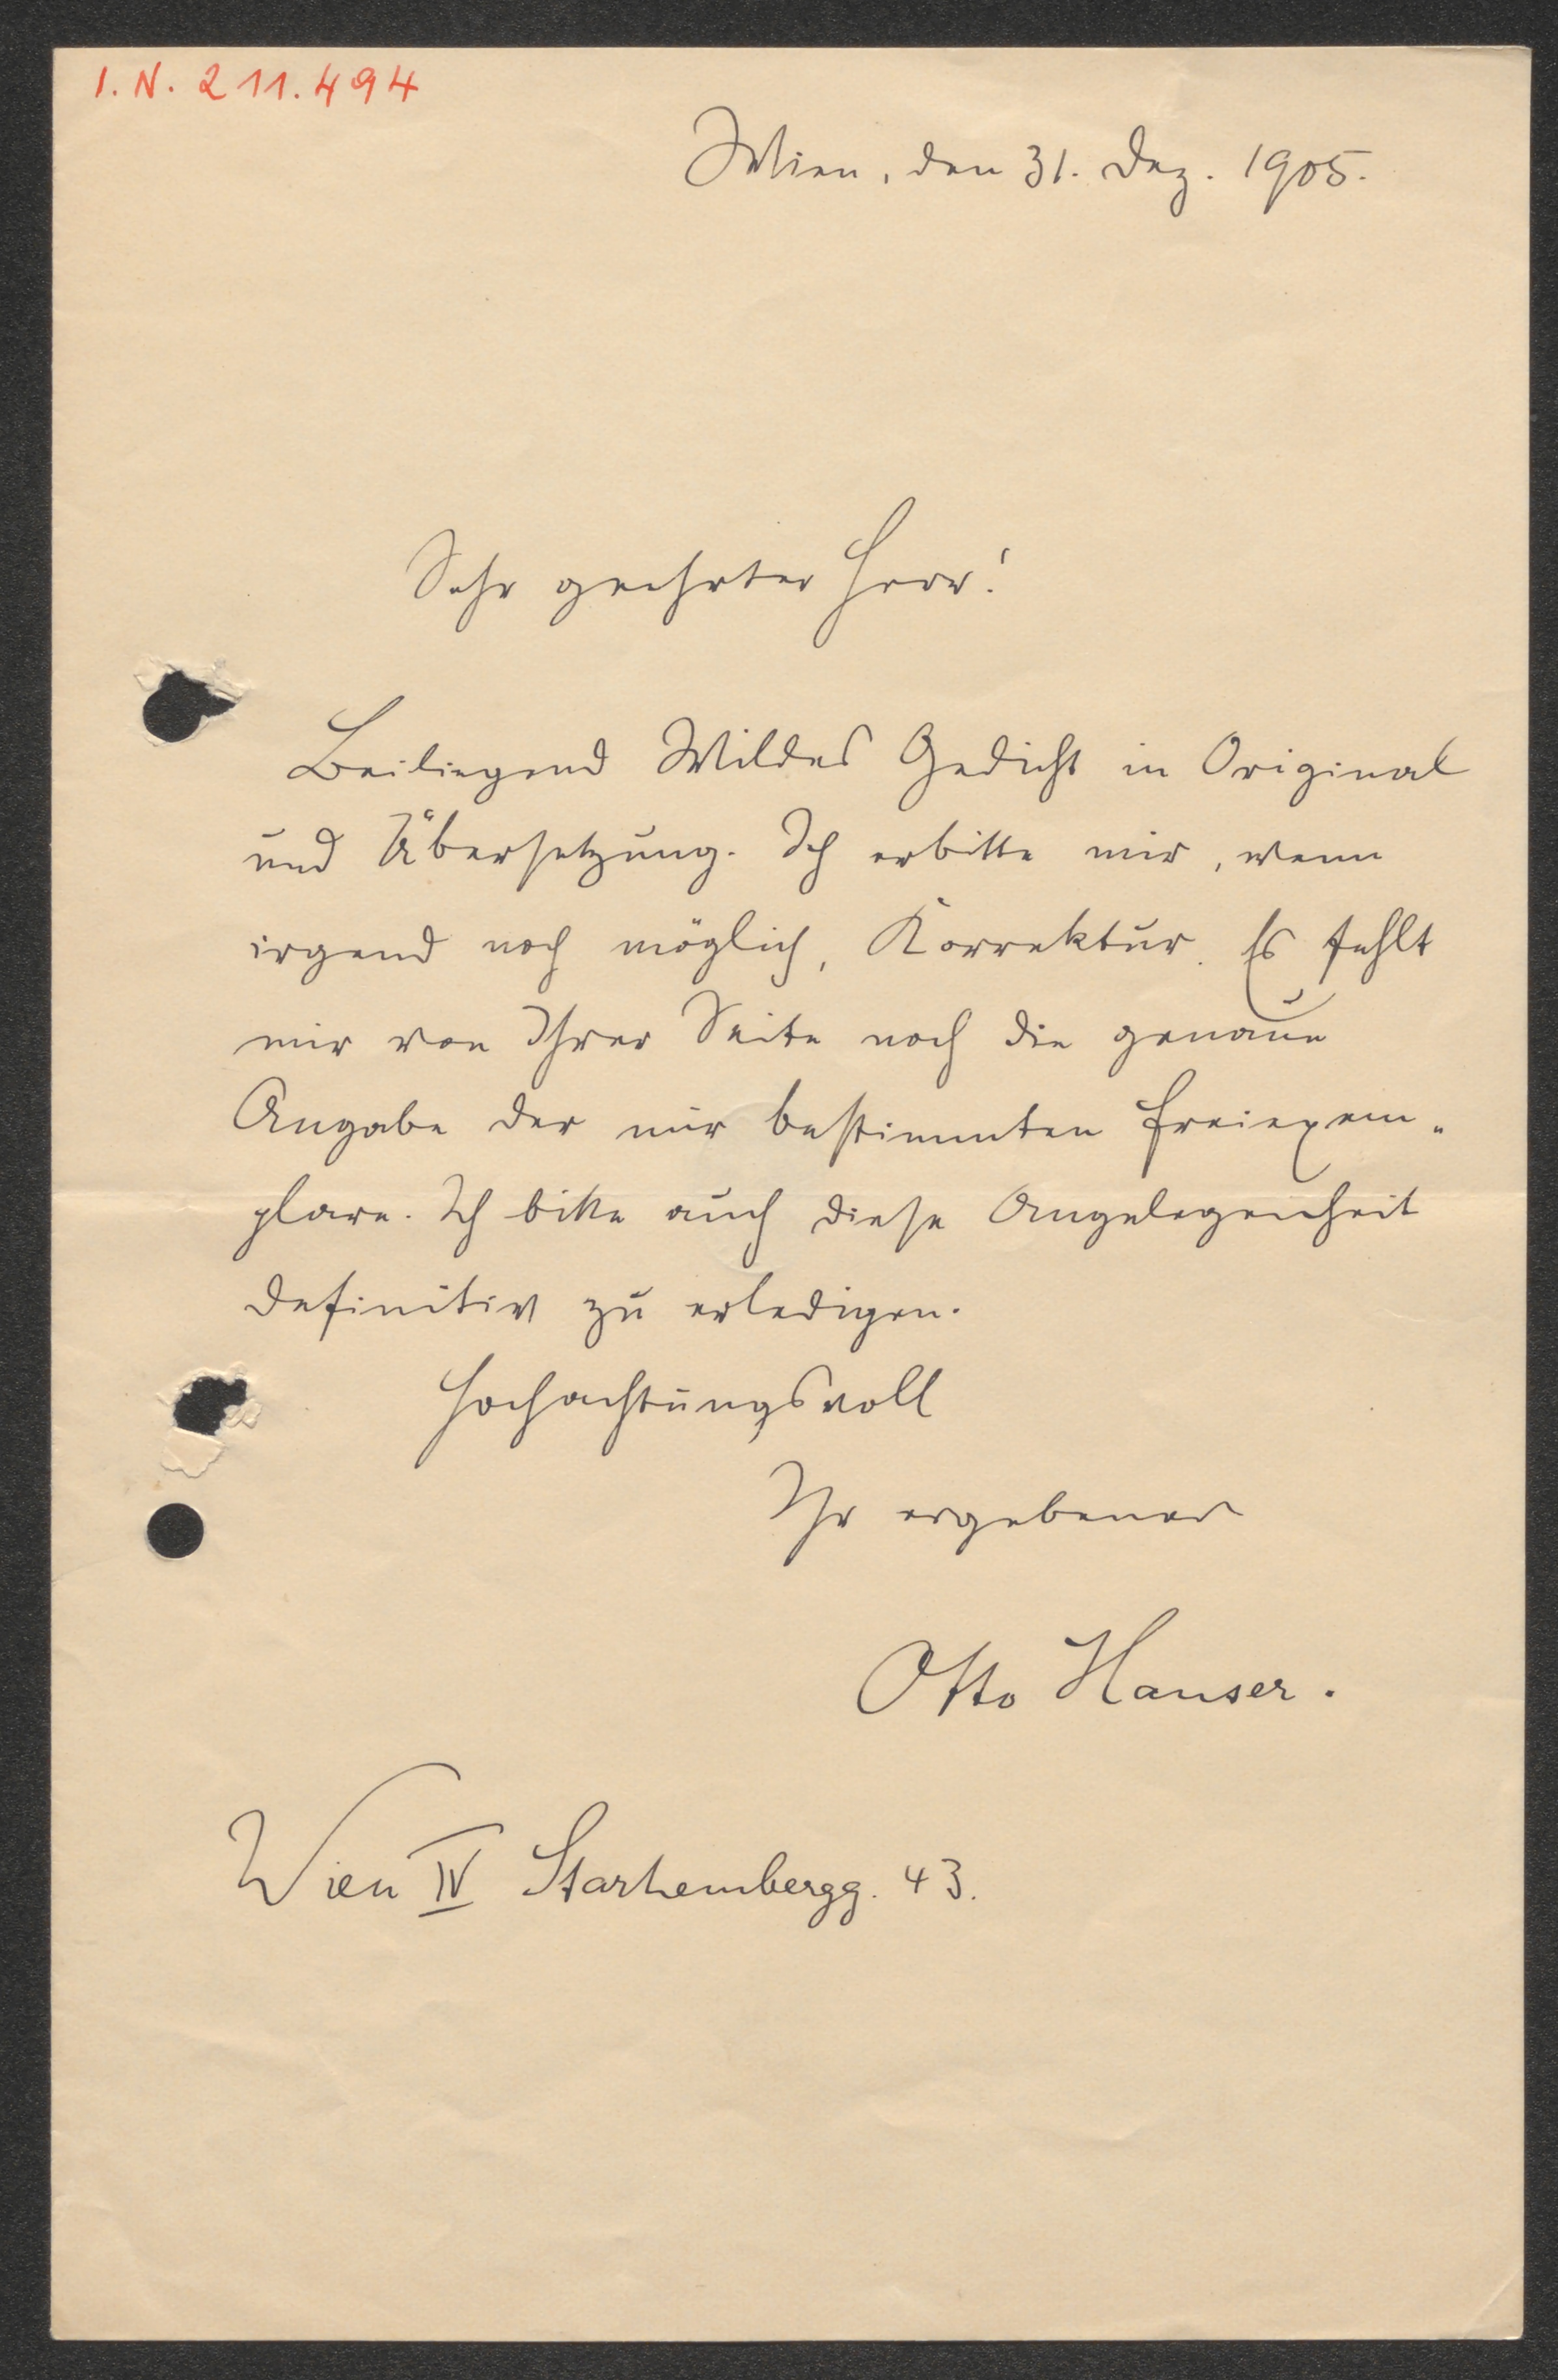 I.N. 211.494
Wien, den 31. Dez. 1905.
Sehr geehrter Herr!
Beiliegend Wildes Gedicht in Original
und Übersetzung. Ich erbitte mir, wenn
irgend noch möglich, Korrektur. Es fehlt
mir von Ihrer Seite noch die genaue
Angabe der mir bestimmten Freiexem-
plare. Ich bitte auch diese Angelegenheit
definitiv zu erledigen.
Hochachtungsvoll
Ihr ergebener
Otto Hauser.
Wien IV Starhembergg. 43.